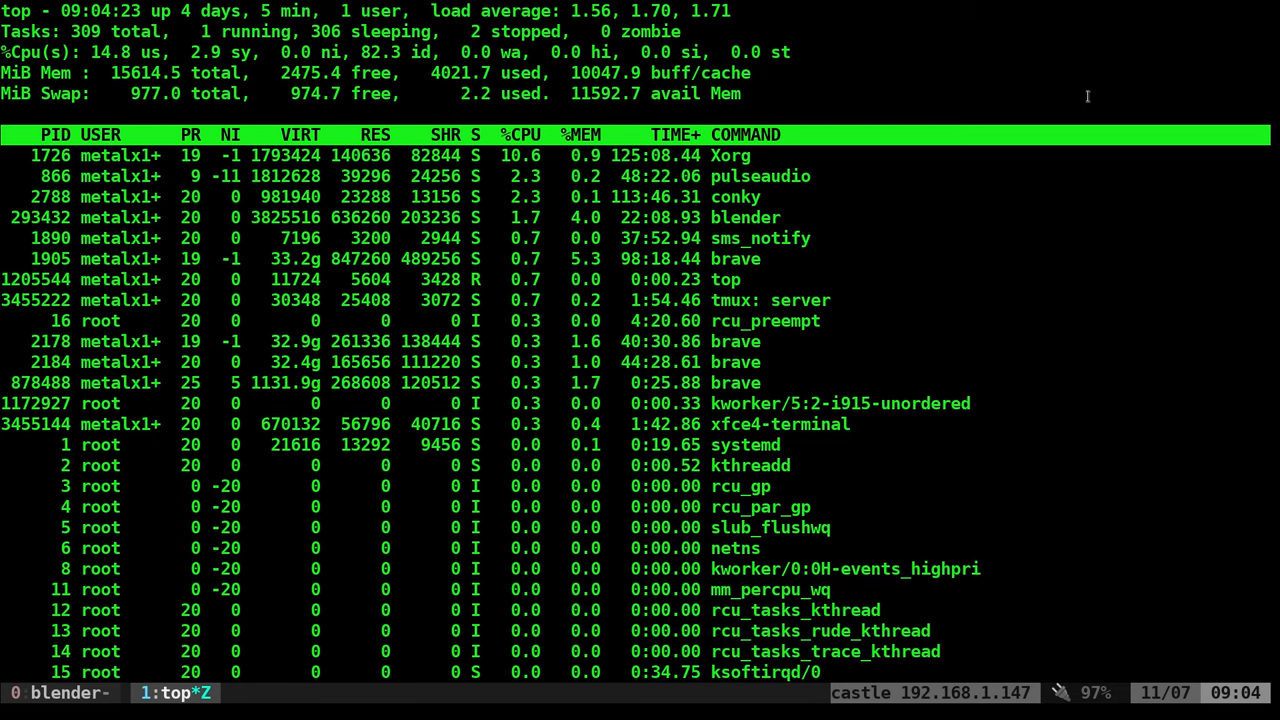 top - 09:04:23 up 4 days, 5 min,  1 user,  load average: 1.56, 1.70, 1.71
Tasks: 309 total,   1 running, 306 sleeping,   2 stopped,   0 zombie
%Cpu(s): 14.8 us,  2.9 sy,  0.0 ni, 82.3 id,  0.0 wa,  0.0 hi,  0.0 si,  0.0 st
MiB Mem :  15614.5 total,   2475.4 free,   4021.7 used,  10047.9 buff/cache
MiB Swap:    977.0 total,    974.7 free,      2.2 used.  11592.7 avail Mem
    PID USER      PR  NI    VIRT    RES    SHR S  %CPU  %MEM     TIME+ COMMAND
   1726 metalx1+  19  -1 1793424 140636  82844 S  10.6   0.9 125:08.44 Xorg
    866 metalx1+   9 -11 1812628  39296  24256 S   2.3   0.2  48:22.06 pulseaudio
   2788 metalx1+  20   0  981940  23288  13156 S   2.3   0.1 113:46.31 conky
 293432 metalx1+  20   0 3825516 636260 203236 S   1.7   4.0  22:08.93 blender
   1890 metalx1+  20   0    7196   3200   2944 S   0.7   0.0  37:52.94 sms_notify
   1905 metalx1+  19  -1   33.2g 847260 489256 S   0.7   5.3  98:18.44 brave
1205544 metalx1+  20   0   11724   5604   3428 R   0.7   0.0   0:00.23 top
3455222 metalx1+  20   0   30348  25408   3072 S   0.7   0.2   1:54.46 tmux: server
     16 root      20   0       0      0      0 I   0.3   0.0   4:20.60 rcu_preempt
   2178 metalx1+  19  -1   32.9g 261336 138444 S   0.3   1.6  40:30.86 brave
   2184 metalx1+  20   0   32.4g 165656 111220 S   0.3   1.0  44:28.61 brave
 878488 metalx1+  25   5 1131.9g 268608 120512 S   0.3   1.7   0:25.88 brave
1172927 root      20   0       0      0      0 I   0.3   0.0   0:00.33 kworker/5:2-i915-unordered
3455144 metalx1+  20   0  670132  56796  40716 S   0.3   0.4   1:42.86 xfce4-terminal
      1 root      20   0   21616  13292   9456 S   0.0   0.1   0:19.65 systemd
      2 root      20   0       0      0      0 S   0.0   0.0   0:00.52 kthreadd
      3 root       0 -20       0      0      0 I   0.0   0.0   0:00.00 rcu_gp
      4 root       0 -20       0      0      0 I   0.0   0.0   0:00.00 rcu_par_gp
      5 root       0 -20       0      0      0 I   0.0   0.0   0:00.00 slub_flushwq
      6 root       0 -20       0      0      0 I   0.0   0.0   0:00.00 netns
      8 root       0 -20       0      0      0 I   0.0   0.0   0:00.00 kworker/0:0H-events_highpri
     11 root       0 -20       0      0      0 I   0.0   0.0   0:00.00 mm_percpu_wq
     12 root      20   0       0      0      0 I   0.0   0.0   0:00.00 rcu_tasks_kthread
     13 root      20   0       0      0      0 I   0.0   0.0   0:00.00 rcu_tasks_rude_kthread
     14 root      20   0       0      0      0 I   0.0   0.0   0:00.00 rcu_tasks_trace_kthread
     15 root      20   0       0      0      0 S   0.0   0.0   0:34.75 ksoftirqd/0
0 blender-  1:top*Z  castle 192.168.1.147  🔌 97%  11/07  09:04